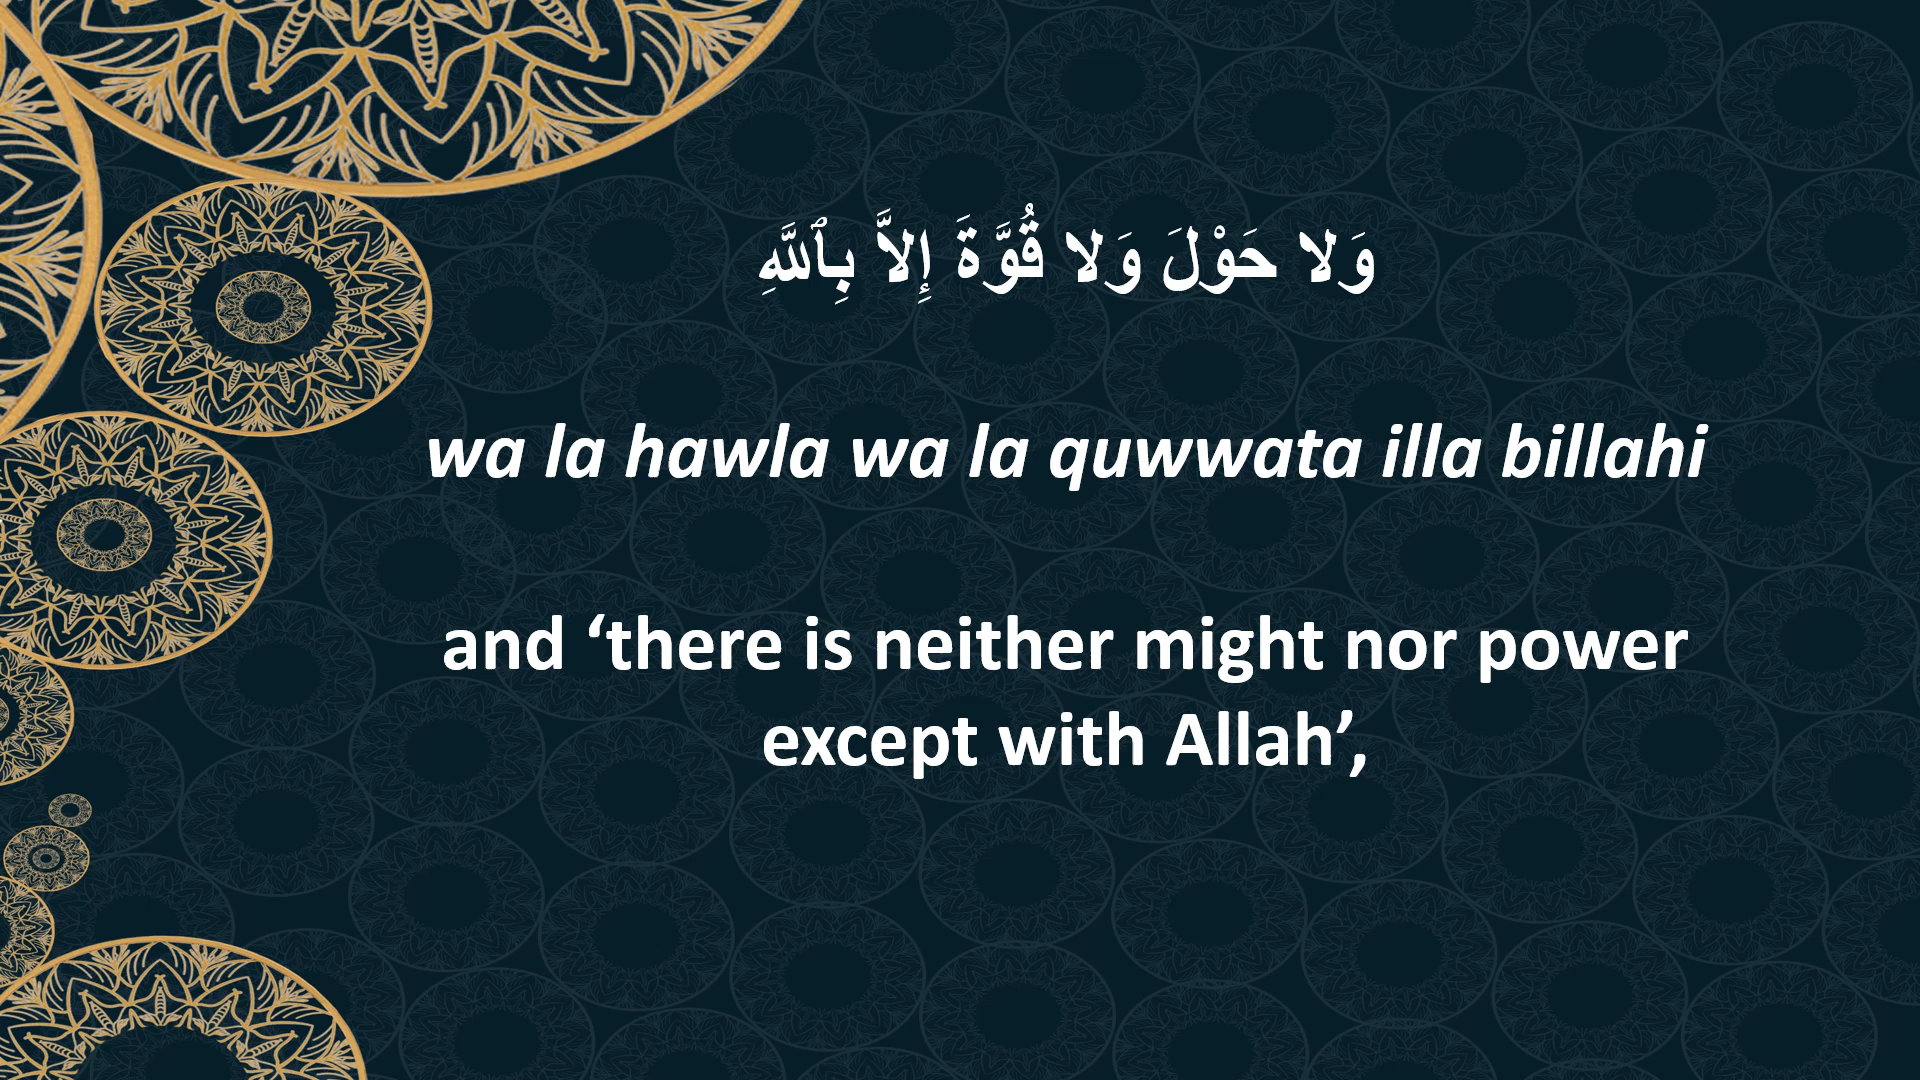 وَلا حَوْلَ وَلا قُوَّةَ إِلاَّ بِٱللَّهِ
wa la hawla wa la quwwata illa billahi
and ‘there is neither might nor power
except with Allah’,